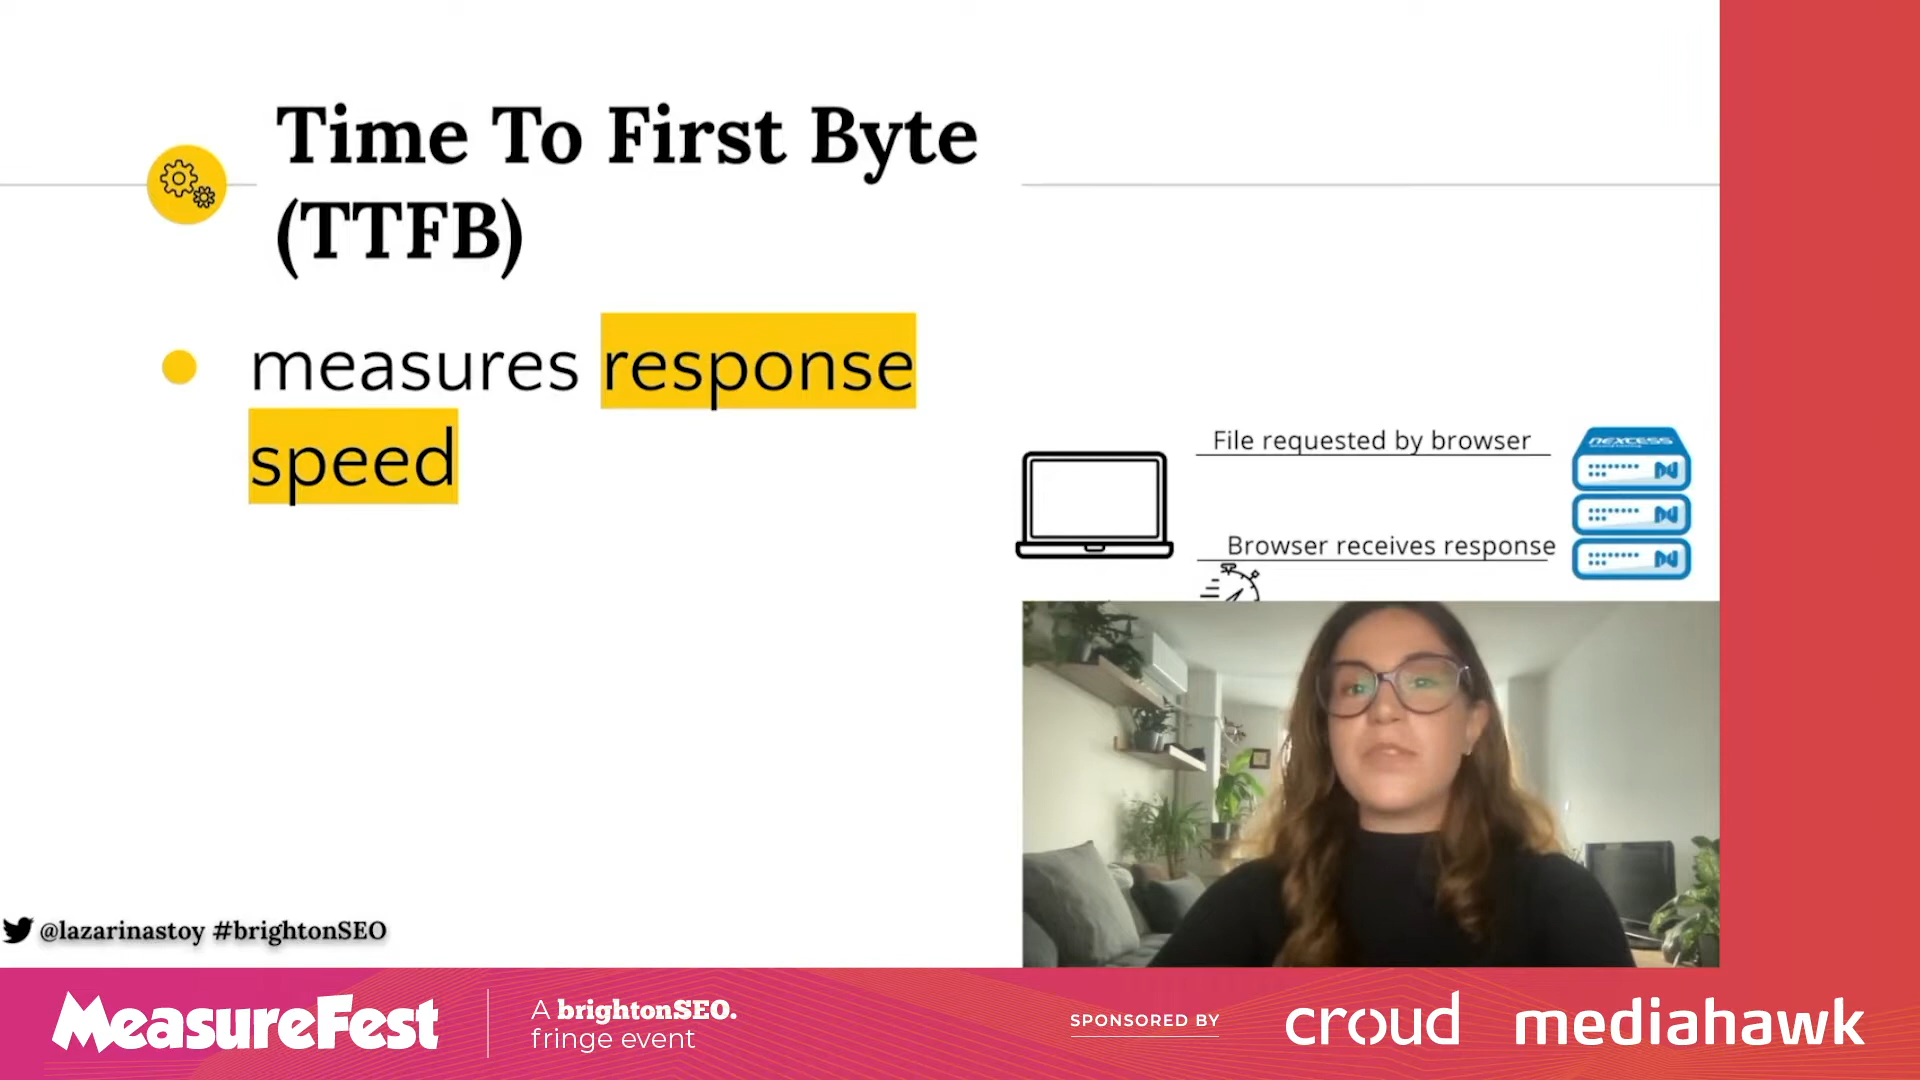 Time To First Byte
(TTFB)
measures response
speed
File requested by browser
nexcess
Browser receives response
@lazarinastoy #brightonSEO
MeasureFest
A brightonSEO.
fringe event
SPONSORED BY
croud
mediahawk